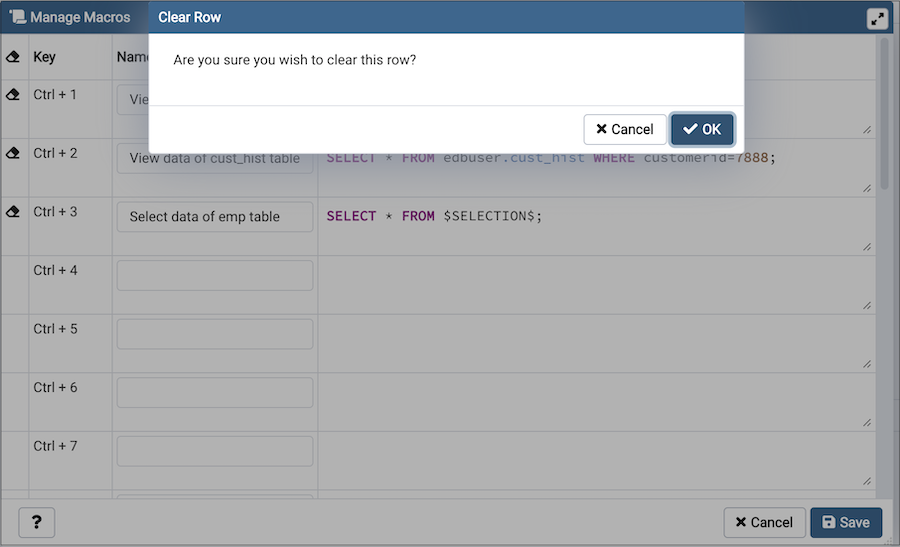 Manage Macros
Clear Row
Are you sure you wish to clear this row?
Cancel OK
Key
Ctrl + 1
Ctrl + 2 View data of cust_hist table SELECT * FROM edbuser.cust_hist WHERE customerid=7888;
Ctrl + 3 Select data of emp table SELECT * FROM $SELECTION$;
Ctrl + 4
Ctrl + 5
Ctrl + 6
Ctrl + 7
? Cancel Save